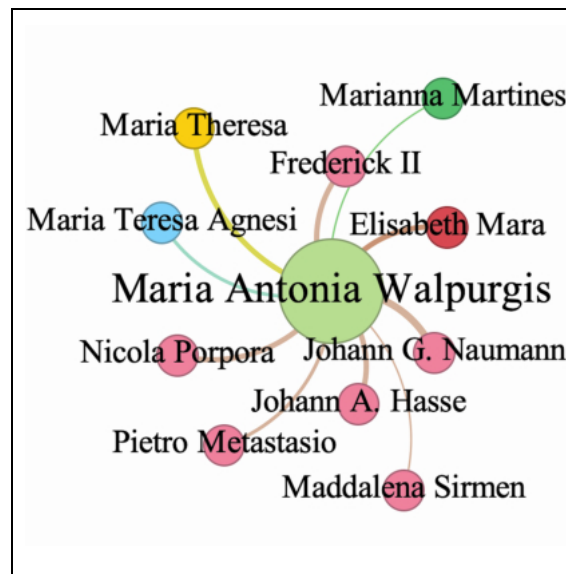 Marianna Martines
Maria Theresa
Frederick II
Maria Teresa Agnesi
Elisabeth Mara
Maria Antonia Walpurgis
Nicola Porpora
Johann G. Naumann
Johann A. Hasse
Pietro Metastasio
Maddalena Sirmen